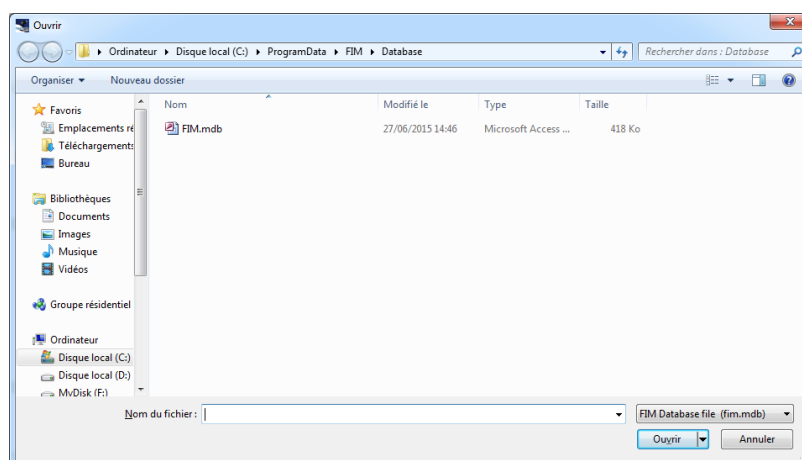 Ouvrir
Ordinateur ▸ Disque local (C:) ▸ ProgramData ▸ FIM ▸ Database
Rechercher dans : Database
Organiser Nouveau dossier
Nom Modifié le Type Taille
FIM.mdb 27/06/2015 14:46 Microsoft Access ... 418 Ko
Favoris
Emplacements ré
Téléchargements
Bureau
Bibliothèques
Documents
Images
Musique
Vidéos
Groupe résidentiel
Ordinateur
Disque local (C:)
Disque local (D:)
MyDisk (F:)
Nom du fichier : FIM Database file (fim.mdb)
Ouvrir Annuler